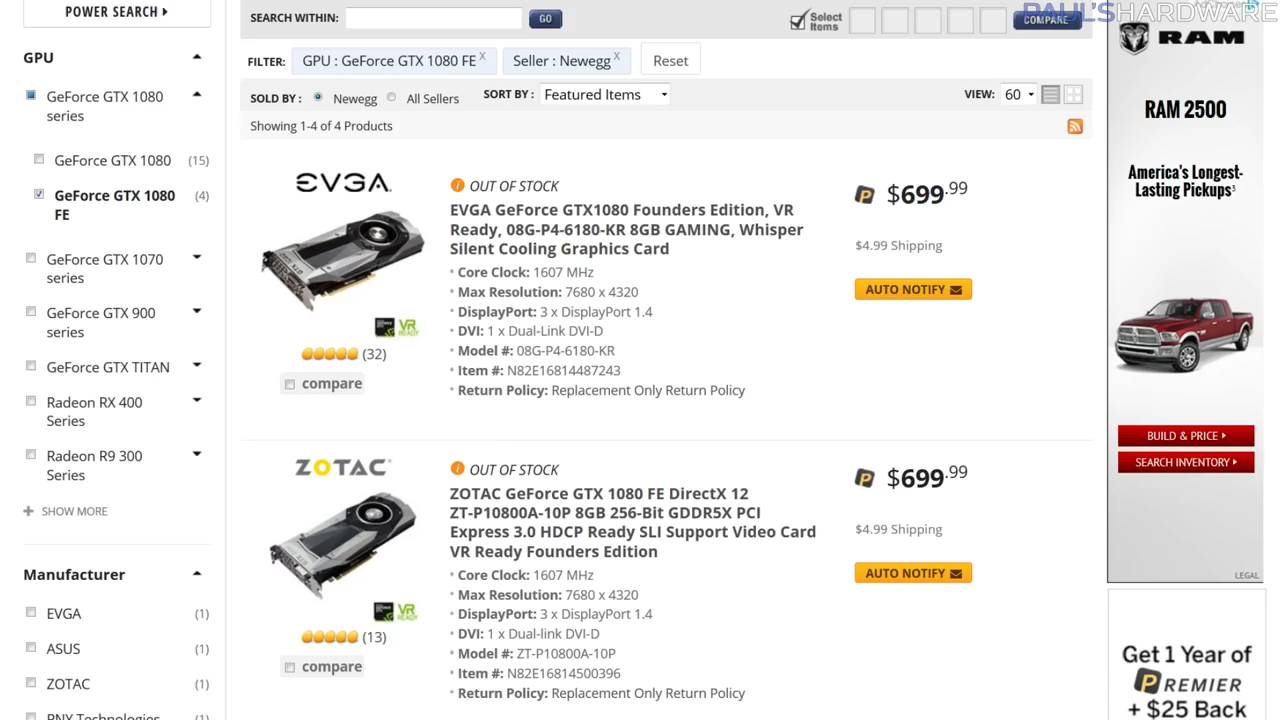 POWER SEARCH
GPU
GeForce GTX 1080
series
GeForce GTX 1080 (15)
GeForce GTX 1080 (4)
FE
GeForce GTX 1070
series
GeForce GTX 900
series
GeForce GTX TITAN
Radeon RX 400
Series
Radeon R9 300
Series
+ SHOW MORE
Manufacturer
EVGA (1)
ASUS (1)
ZOTAC (1)
PNY Technologies, (1)
SEARCH WITHIN: GO
Select
Items
COMPARE
PAUL'SHARDWARE
FILTER: GPU : GeForce GTX 1080 FE X Seller : Newegg X Reset
SOLD BY : Newegg All Sellers SORT BY : Featured Items VIEW: 60
Showing 1-4 of 4 Products
EVGA
VR
READY
(32)
compare
OUT OF STOCK
EVGA GeForce GTX1080 Founders Edition, VR
Ready, 08G-P4-6180-KR 8GB GAMING, Whisper
Silent Cooling Graphics Card
Core Clock: 1607 MHz
Max Resolution: 7680 x 4320
DisplayPort: 3 x DisplayPort 1.4
DVI: 1 x Dual-Link DVI-D
Model #: 08G-P4-6180-KR
Item #: N82E16814487243
Return Policy: Replacement Only Return Policy
$699.99
$4.99 Shipping
AUTO NOTIFY
ZOTAC
VR
READY
(13)
compare
OUT OF STOCK
ZOTAC GeForce GTX 1080 FE DirectX 12
ZT-P10800A-10P 8GB 256-Bit GDDR5X PCI
Express 3.0 HDCP Ready SLI Support Video Card
VR Ready Founders Edition
Core Clock: 1607 MHz
Max Resolution: 7680 x 4320
DisplayPort: 3 x DisplayPort 1.4
DVI: 1 x Dual-link DVI-D
Model #: ZT-P10800A-10P
Item #: N82E16814500396
Return Policy: Replacement Only Return Policy
$699.99
$4.99 Shipping
AUTO NOTIFY
RAM
RAM 2500
America's Longest-
Lasting Pickups3
BUILD & PRICE
SEARCH INVENTORY
LEGAL
Get 1 Year of
PREMIER
+ $25 Back